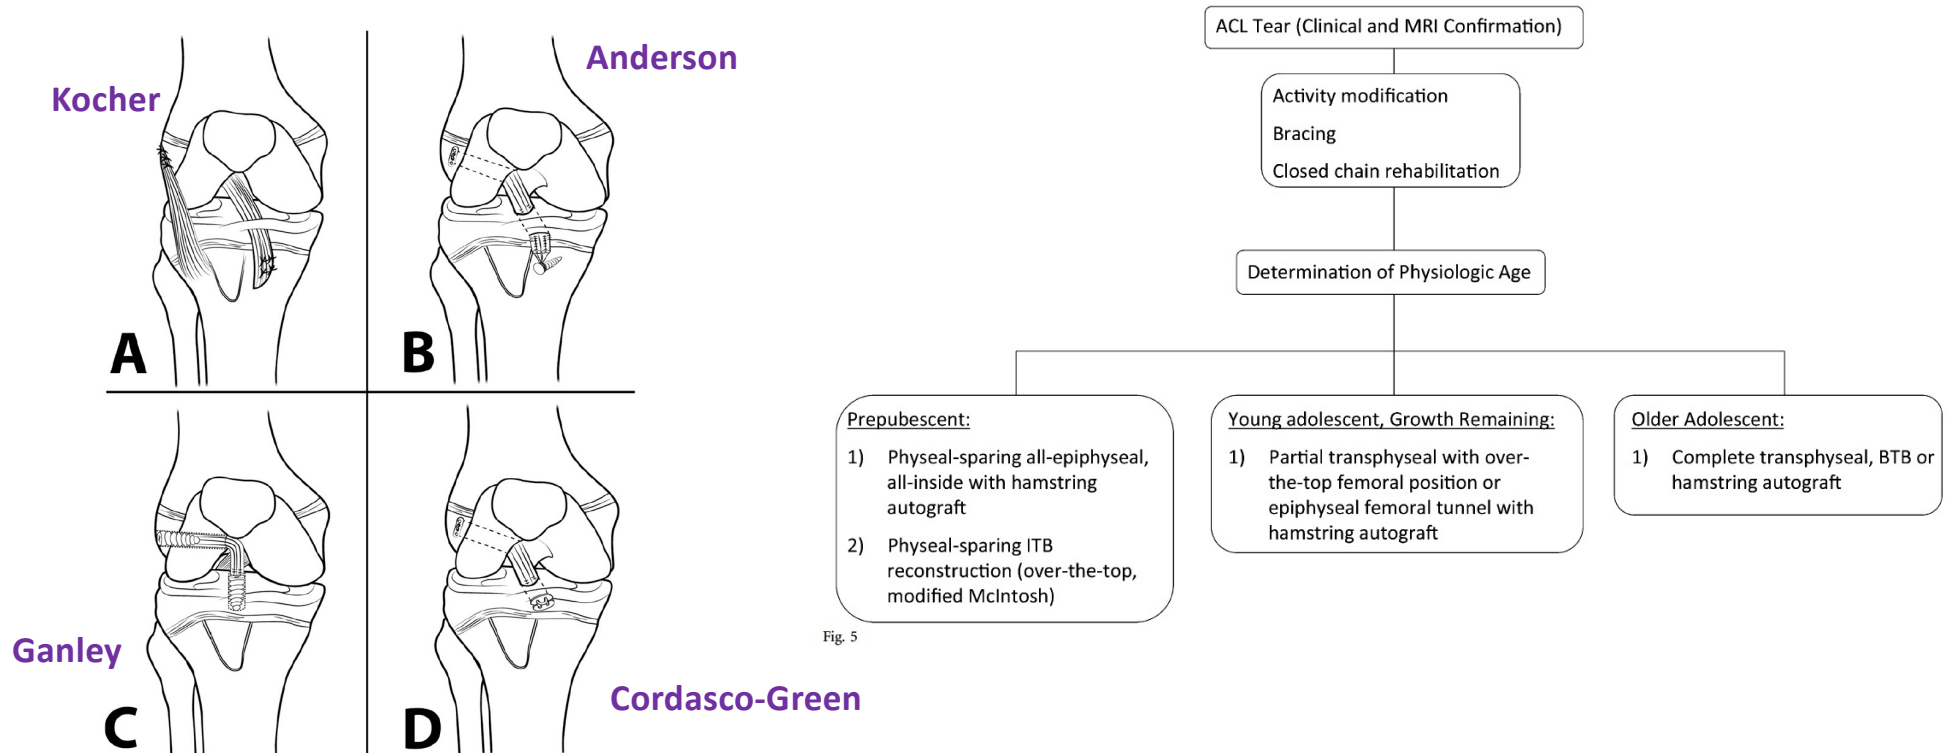 Kocher
Anderson
A
B
Ganley
C
D
Cordasco-Green
ACL Tear (Clinical and MRI Confirmation)
Activity modification
Bracing
Closed chain rehabilitation
Determination of Physiologic Age
Prepubescent:
1) Physeal-sparing all-epiphyseal,
all-inside with hamstring
autograft
2) Physeal-sparing ITB
reconstruction (over-the-top,
modified McIntosh)
Young adolescent, Growth Remaining:
1) Partial transphyseal with over-
the-top femoral position or
epiphyseal femoral tunnel with
hamstring autograft
Older Adolescent:
1) Complete transphyseal, BTB or
hamstring autograft
Fig. 5